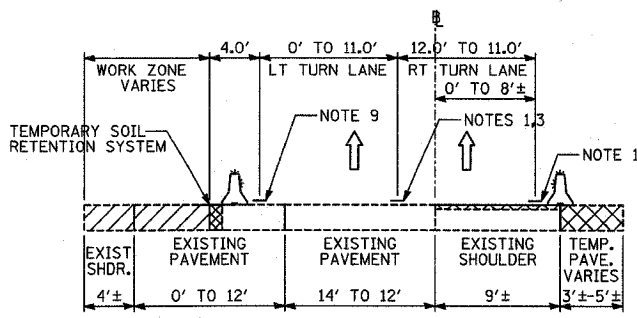 ℄
4.0' 0' TO 11.0' 12.0' TO 11.0'
WORK ZONE LT TURN LANE RT TURN LANE
VARIES 0' TO 8'±
TEMPORARY SOIL
RETENTION SYSTEM
NOTE 9
NOTES 1,3
NOTE 1
EXIST
SHDR.
EXISTING
PAVEMENT
EXISTING
PAVEMENT
EXISTING
SHOULDER
TEMP.
PAVE.
VARIES
4'± 0' TO 12' 14' TO 12' 9'± 3'±-5'±